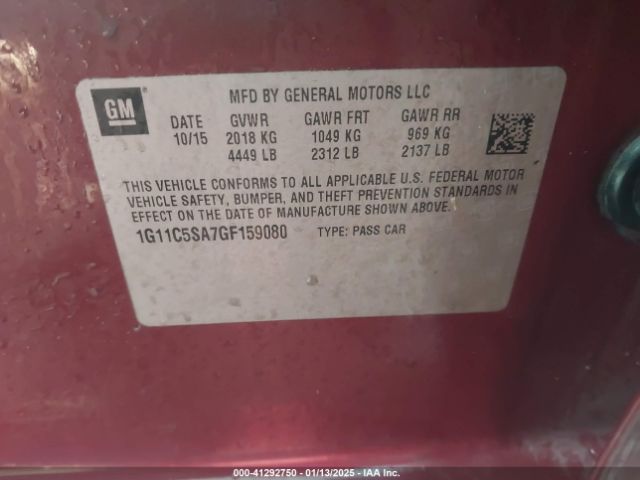 GM
MFD BY GENERAL MOTORS LLC
DATE GVWR GAWR FRT GAWR RR
10/15 2018 KG 1049 KG 969 KG
4449 LB 2312 LB 2137 LB
THIS VEHICLE CONFORMS TO ALL APPLICABLE U.S. FEDERAL MOTOR
VEHICLE SAFETY, BUMPER, AND THEFT PREVENTION STANDARDS IN
EFFECT ON THE DATE OF MANUFACTURE SHOWN ABOVE.
1G11C5SA7GF159080 TYPE: PASS CAR
000-41292750 - 01/13/2025 - Copyright IAA, Inc.